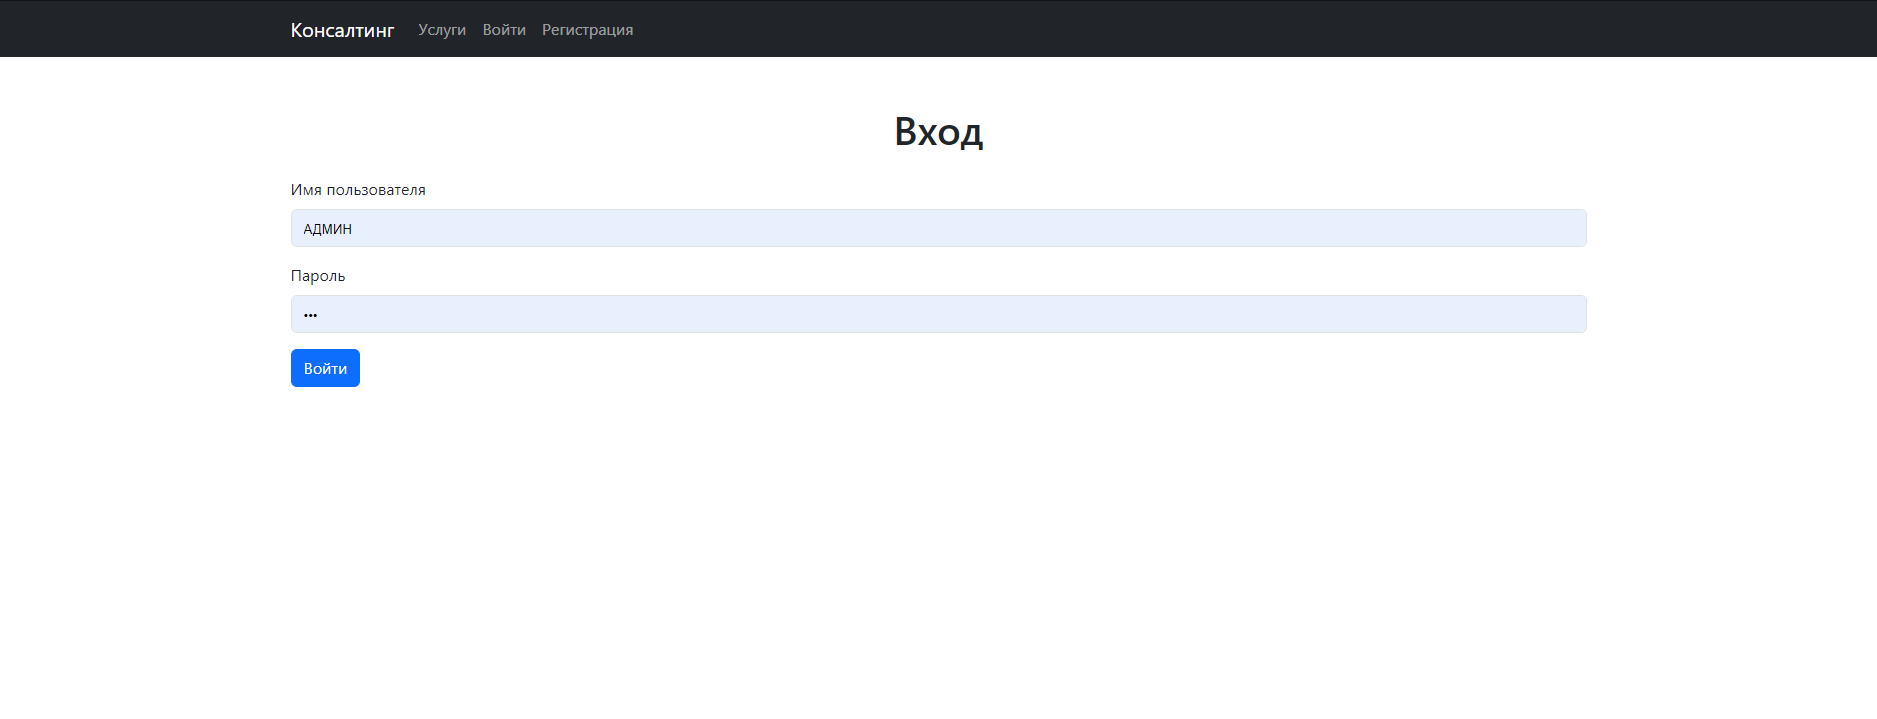 Консалтинг Услуги Войти Регистрация
Вход
Имя пользователя
АДМИН
Пароль
•••
Войти